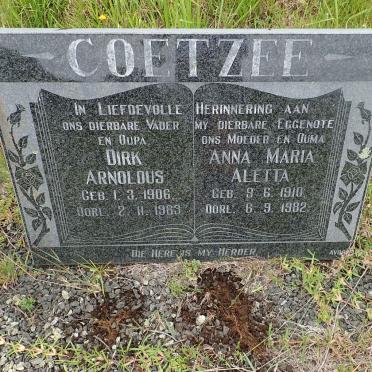 COETZEE
IN LIEFDEVOLLE
ONS DIERBARE VADER
EN OUPA
DIRK
ARNOLDUS
GEB. 1. 3. 1906
OORL. 2. 11. 1983
HERINNERING AAN
MY DIERBARE EGGENOTE
ONS MOEDER EN OUMA
ANNA MARIA
ALETTA
GEB. 9. 6. 1910
OORL. 6. 9. 1982
DIE HERE IS MY HERDER